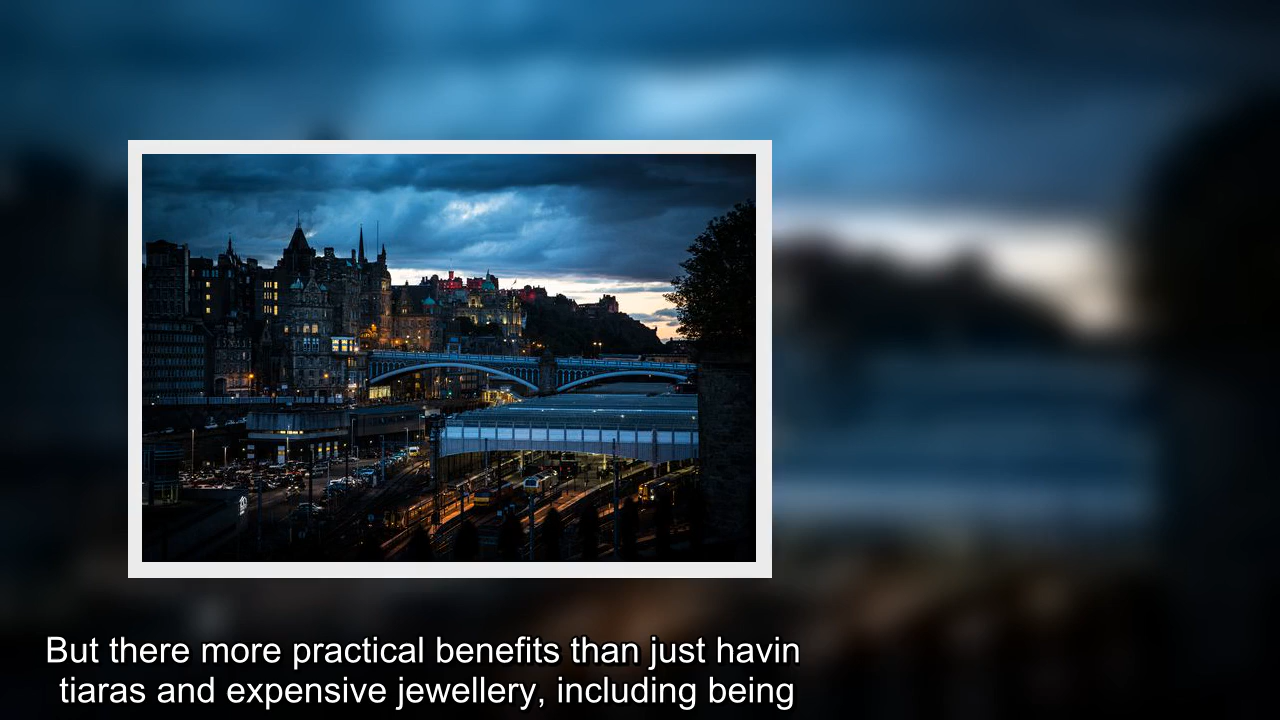 But there more practical benefits than just havin
tiaras and expensive jewellery, including being